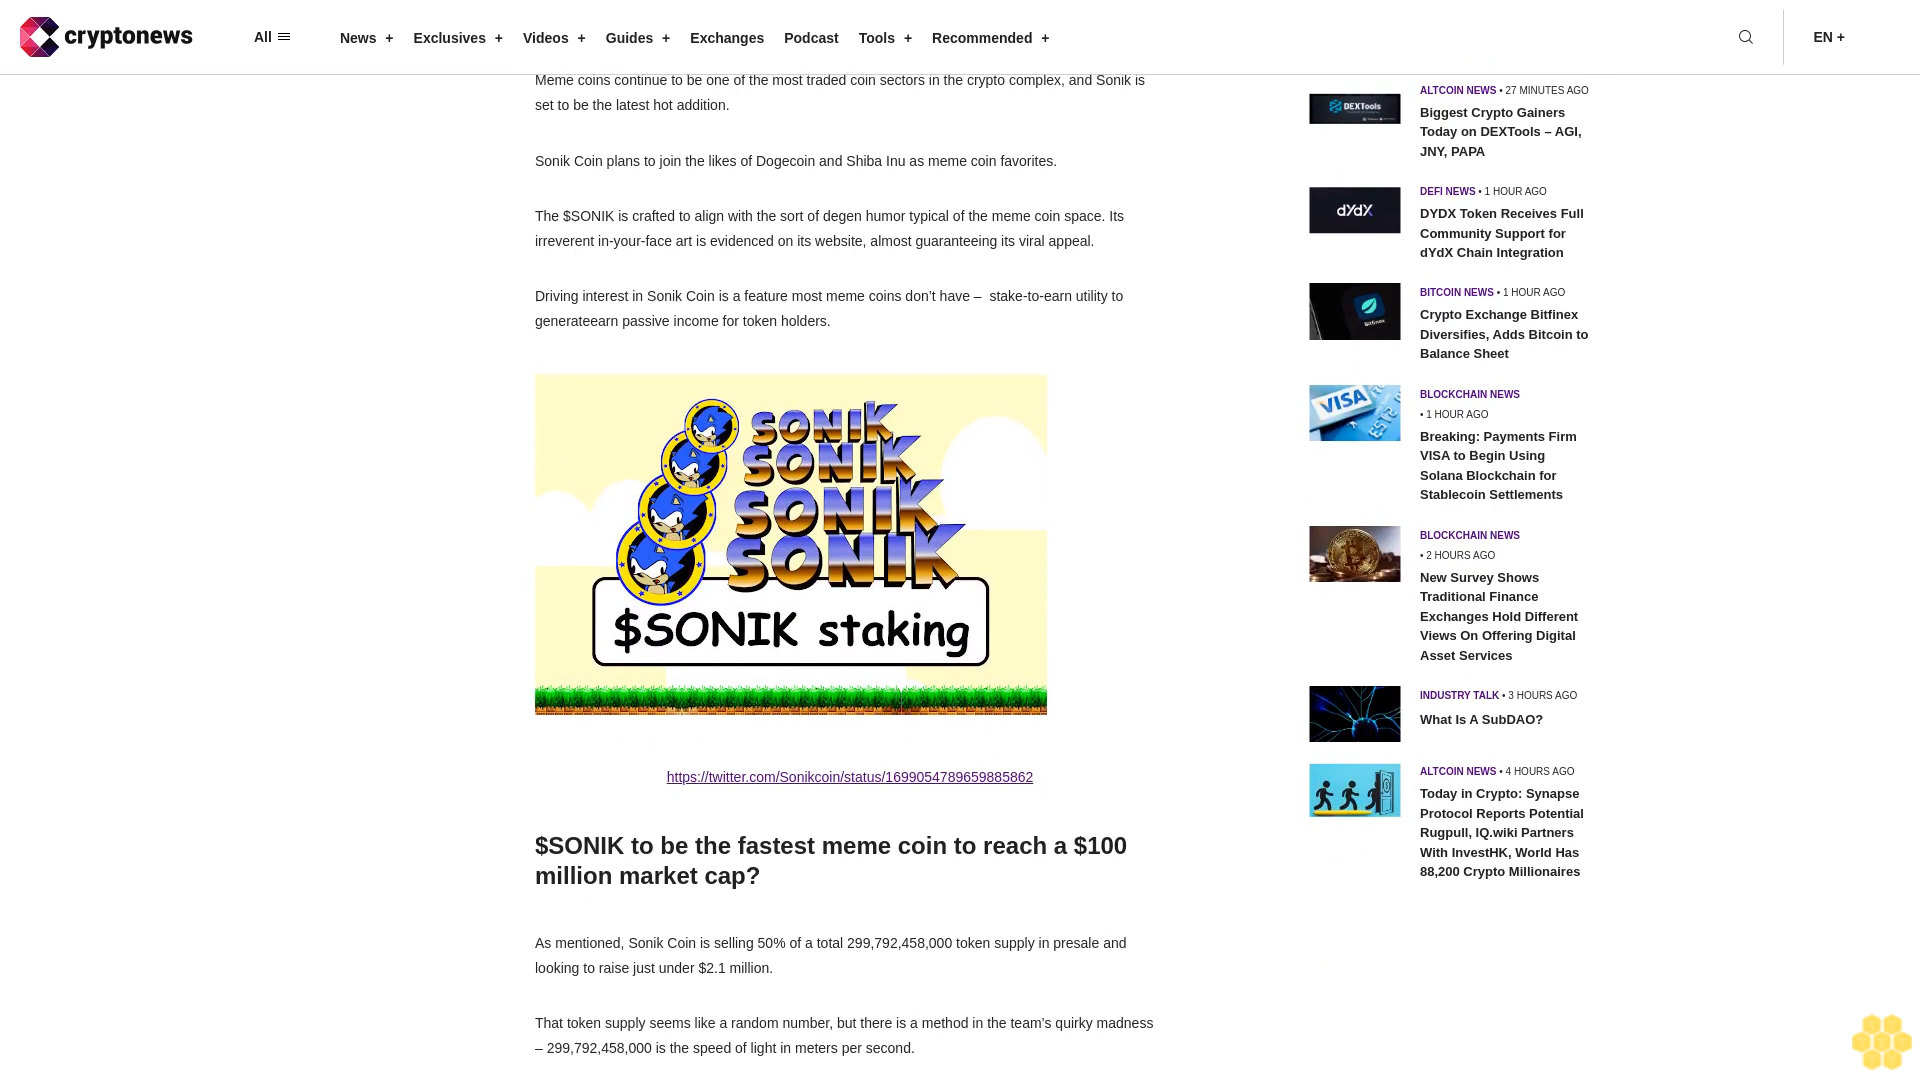 cryptonews
All
News +
Exclusives +
Videos +
Guides +
Exchanges
Podcast
Tools +
Recommended +
EN +
Meme coins continue to be one of the most traded coin sectors in the crypto complex, and Sonik is
set to be the latest hot addition.
Sonik Coin plans to join the likes of Dogecoin and Shiba Inu as meme coin favorites.
The $SONIK is crafted to align with the sort of degen humor typical of the meme coin space. Its
irreverent in-your-face art is evidenced on its website, almost guaranteeing its viral appeal.
Driving interest in Sonik Coin is a feature most meme coins don’t have –  stake-to-earn utility to
generateearn passive income for token holders.
SONIK
SONIK
SONIK
SONIK
$SONIK staking
https://twitter.com/Sonikcoin/status/1699054789659885862
$SONIK to be the fastest meme coin to reach a $100
million market cap?
As mentioned, Sonik Coin is selling 50% of a total 299,792,458,000 token supply in presale and
looking to raise just under $2.1 million.
That token supply seems like a random number, but there is a method in the team’s quirky madness
– 299,792,458,000 is the speed of light in meters per second.
DEXTools
ALTCOIN NEWS • 27 MINUTES AGO
Biggest Crypto Gainers
Today on DEXTools – AGI,
JNY, PAPA
dYdX
DEFI NEWS • 1 HOUR AGO
DYDX Token Receives Full
Community Support for
dYdX Chain Integration
Bitfinex
BITCOIN NEWS • 1 HOUR AGO
Crypto Exchange Bitfinex
Diversifies, Adds Bitcoin to
Balance Sheet
VISA
BLOCKCHAIN NEWS
• 1 HOUR AGO
Breaking: Payments Firm
VISA to Begin Using
Solana Blockchain for
Stablecoin Settlements
BLOCKCHAIN NEWS
• 2 HOURS AGO
New Survey Shows
Traditional Finance
Exchanges Hold Different
Views On Offering Digital
Asset Services
INDUSTRY TALK • 3 HOURS AGO
What Is A SubDAO?
ALTCOIN NEWS • 4 HOURS AGO
Today in Crypto: Synapse
Protocol Reports Potential
Rugpull, IQ.wiki Partners
With InvestHK, World Has
88,200 Crypto Millionaires